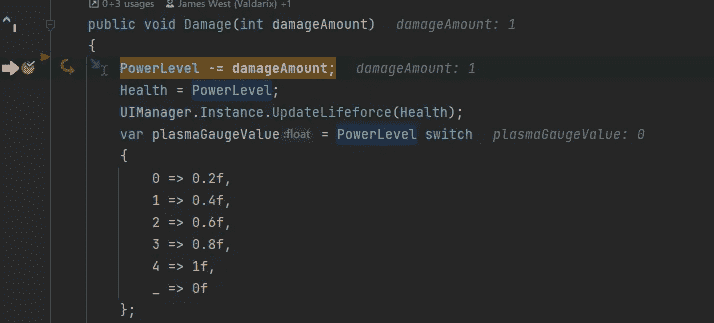 0+3 usages James West (Valdarix) +1
public void Damage(int damageAmount) damageAmount: 1
{
PowerLevel -= damageAmount; damageAmount: 1
Health = PowerLevel;
UIManager.Instance.UpdateLifeforce(Health);
var plasmaGaugeValue :float = PowerLevel switch plasmaGaugeValue: 0
{
0 => 0.2f,
1 => 0.4f,
2 => 0.6f,
3 => 0.8f,
4 => 1f,
_ => 0f
};